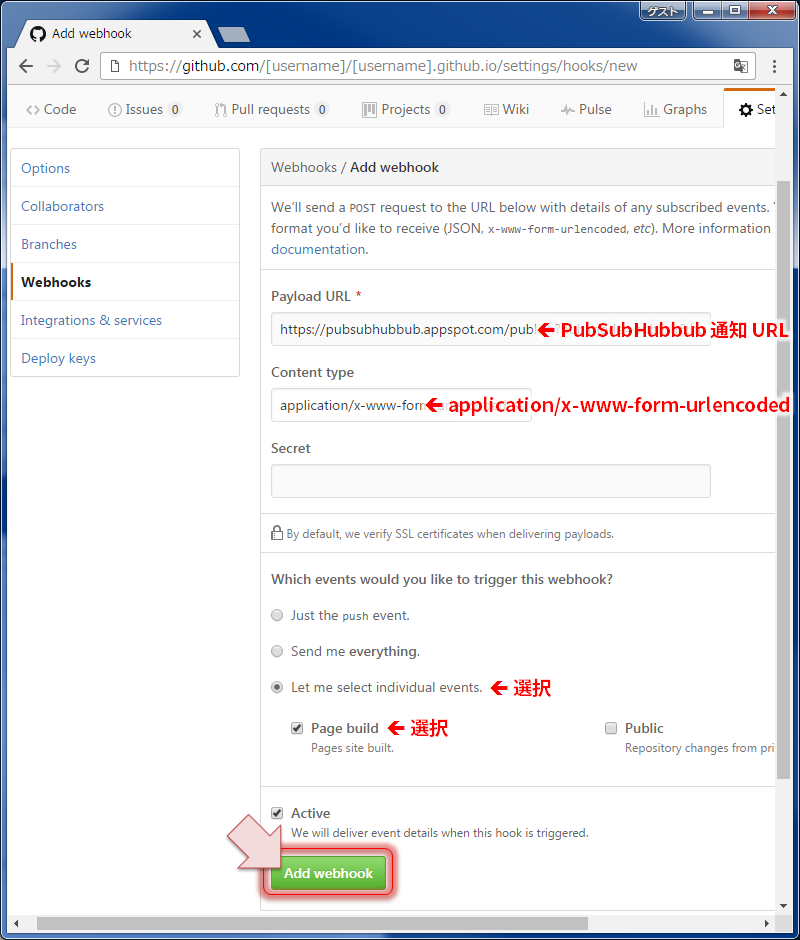 ゲスト
Add webhook
https://github.com/[username]/[username].github.io/settings/hooks/new
Code Issues 0 Pull requests 0 Projects 0 Wiki Pulse Graphs Set
Options
Collaborators
Branches
Webhooks
Integrations & services
Deploy keys
Webhooks / Add webhook
We'll send a POST request to the URL below with details of any subscribed events.
format you'd like to receive (JSON, x-www-form-urlencoded, etc). More information
documentation.
Payload URL *
https://pubsubhubbub.appspot.com/publ ← PubSubHubbub 通知 URL
Content type
application/x-www-form ← application/x-www-form-urlencoded
Secret
By default, we verify SSL certificates when delivering payloads.
Which events would you like to trigger this webhook?
Just the push event.
Send me everything.
Let me select individual events. ← 選択
Page build ← 選択
Pages site built.
Public
Repository changes from pri
Active
We will deliver event details when this hook is triggered.
Add webhook